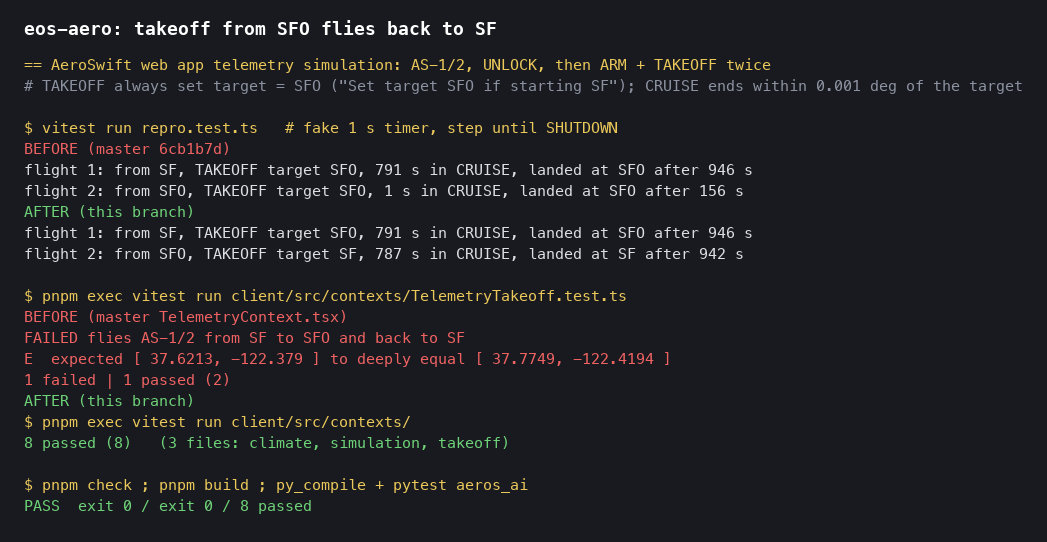 eos-aero: takeoff from SFO flies back to SF
== AeroSwift web app telemetry simulation: AS-1/2, UNLOCK, then ARM + TAKEOFF twice
# TAKEOFF always set target = SFO ("Set target SFO if starting SF"); CRUISE ends within 0.001 deg of the target
$ vitest run repro.test.ts   # fake 1 s timer, step until SHUTDOWN
BEFORE (master 6cb1b7d)
flight 1: from SF, TAKEOFF target SFO, 791 s in CRUISE, landed at SFO after 946 s
flight 2: from SFO, TAKEOFF target SFO, 1 s in CRUISE, landed at SFO after 156 s
AFTER (this branch)
flight 1: from SF, TAKEOFF target SFO, 791 s in CRUISE, landed at SFO after 946 s
flight 2: from SFO, TAKEOFF target SF, 787 s in CRUISE, landed at SF after 942 s
$ pnpm exec vitest run client/src/contexts/TelemetryTakeoff.test.ts
BEFORE (master TelemetryContext.tsx)
FAILED flies AS-1/2 from SF to SFO and back to SF
E  expected [ 37.6213, -122.379 ] to deeply equal [ 37.7749, -122.4194 ]
1 failed | 1 passed (2)
AFTER (this branch)
$ pnpm exec vitest run client/src/contexts/
8 passed (8)   (3 files: climate, simulation, takeoff)
$ pnpm check ; pnpm build ; py_compile + pytest aeros_ai
PASS  exit 0 / exit 0 / 8 passed